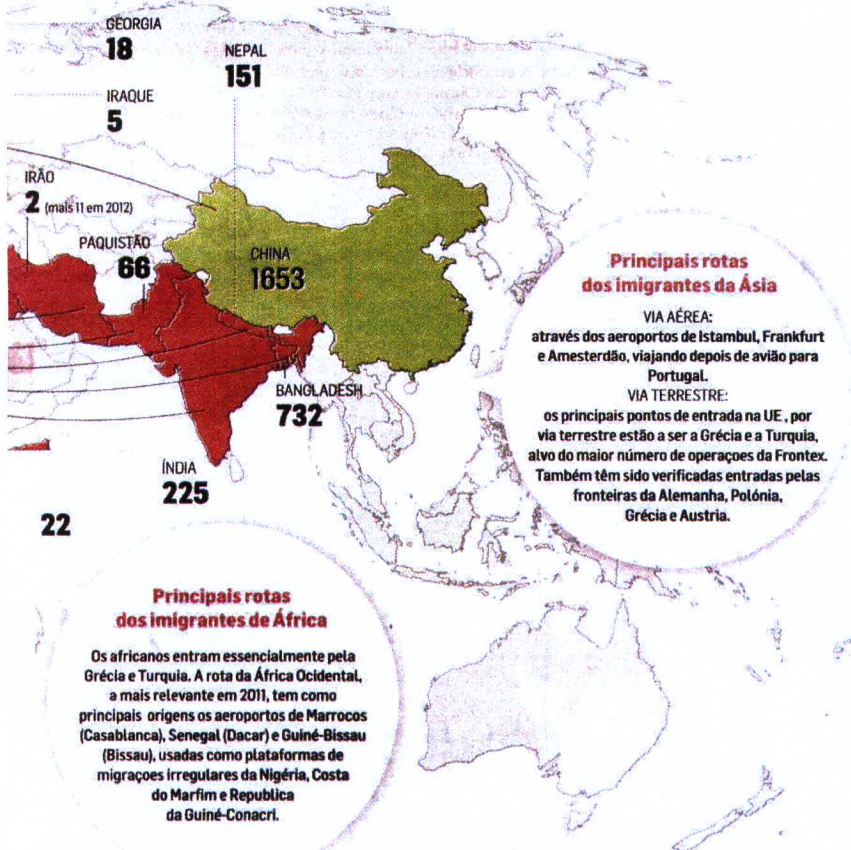 GEORGIA
18
NEPAL
151
IRAQUE
5
IRÃO
2 (mais 11 em 2012)
PAQUISTÃO
66
CHINA
1653
BANGLADESH
732
ÍNDIA
225
22
Principais rotas
dos imigrantes da Ásia
VIA AÉREA:
através dos aeroportos de Istambul, Frankfurt
e Amesterdão, viajando depois de avião para
Portugal.
VIA TERRESTRE:
os principais pontos de entrada na UE , por
via terrestre estão a ser a Grécia e a Turquia,
alvo do maior número de operaçoes da Frontex.
Também têm sido verificadas entradas pelas
fronteiras da Alemanha, Polónia,
Grécia e Austria.
Principais rotas
dos imigrantes de África
Os africanos entram essencialmente pela
Grécia e Turquia. A rota da África Ocidental,
a mais relevante em 2011, tem como
principais origens os aeroportos de Marrocos
(Casablanca), Senegal (Dacar) e Guiné-Bissau
(Bissau), usadas como plataformas de
migraçoes irregulares da Nigéria, Costa
do Marfim e Republica
da Guiné-Conacri.